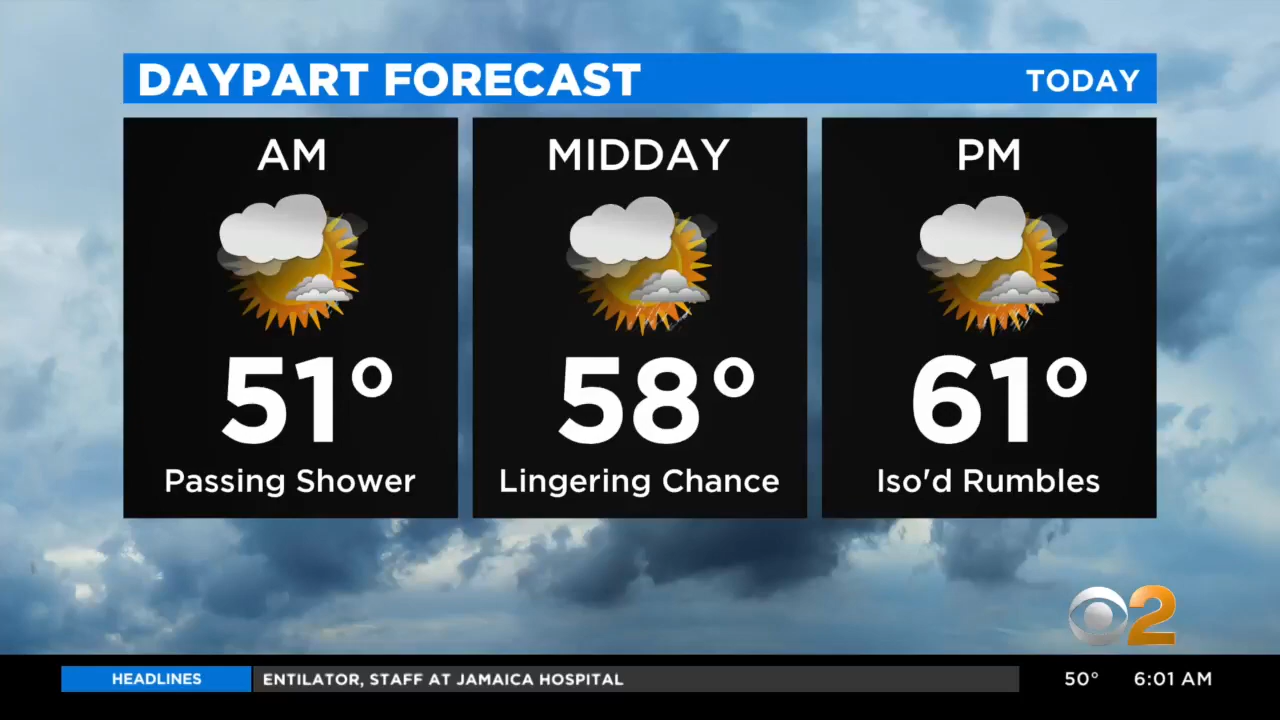 DAYPART FORECAST
TODAY
AM
51°
Passing Shower
MIDDAY
58°
Lingering Chance
PM
61°
Iso'd Rumbles
2
HEADLINES
ENTILATOR, STAFF AT JAMAICA HOSPITAL
50°
6:01 AM